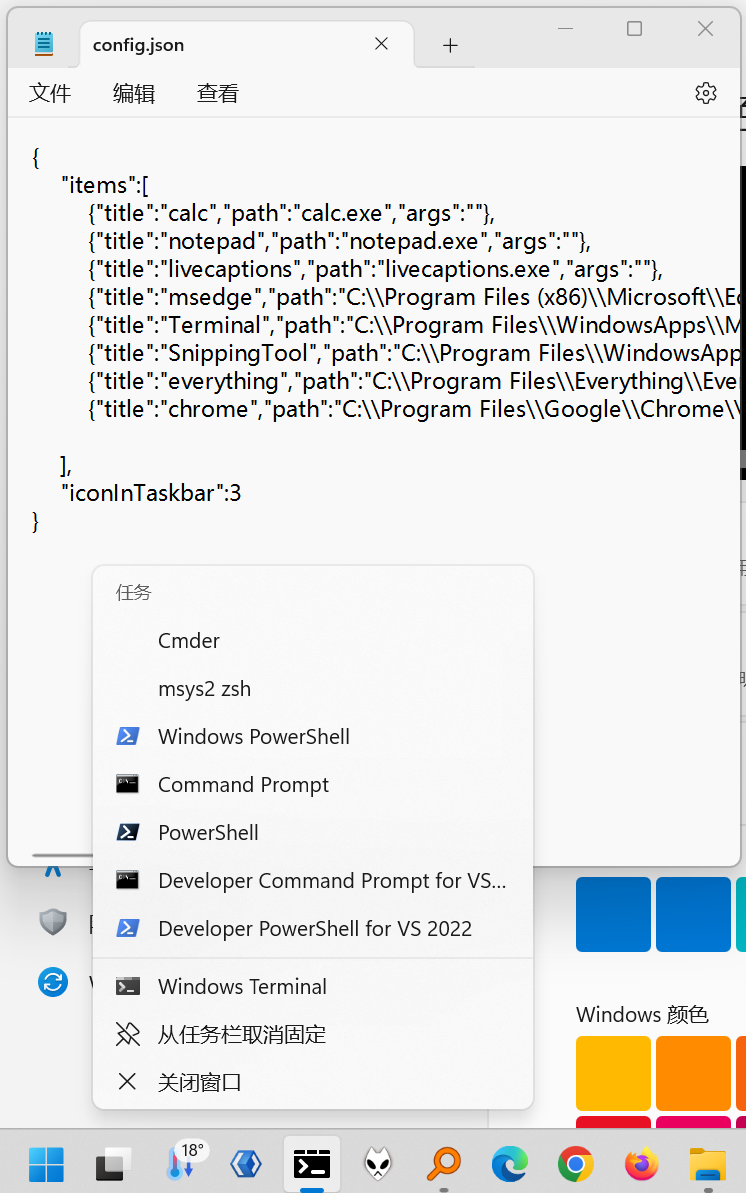 config.json
文件 编辑 查看
{
"items":[
{"title":"calc","path":"calc.exe","args":""},
{"title":"notepad","path":"notepad.exe","args":""},
{"title":"livecaptions","path":"livecaptions.exe","args":""},
{"title":"msedge","path":"C:\\Program Files (x86)\\Microsoft\\Ed
{"title":"Terminal","path":"C:\\Program Files\\WindowsApps\\M
{"title":"SnippingTool","path":"C:\\Program Files\\WindowsApp
{"title":"everything","path":"C:\\Program Files\\Everything\\Ever
{"title":"chrome","path":"C:\\Program Files\\Google\\Chrome\\
],
"iconInTaskbar":3
}
任务
Cmder
msys2 zsh
Windows PowerShell
Command Prompt
PowerShell
Developer Command Prompt for VS...
Developer PowerShell for VS 2022
Windows Terminal
从任务栏取消固定
关闭窗口
Windows 颜色
18°